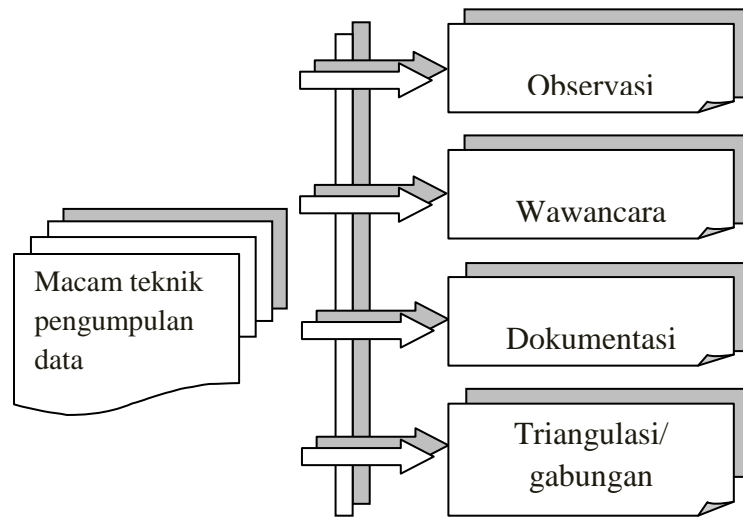 Macam teknik
pengumpulan
data
Observasi
Wawancara
Dokumentasi
Triangulasi/
gabungan